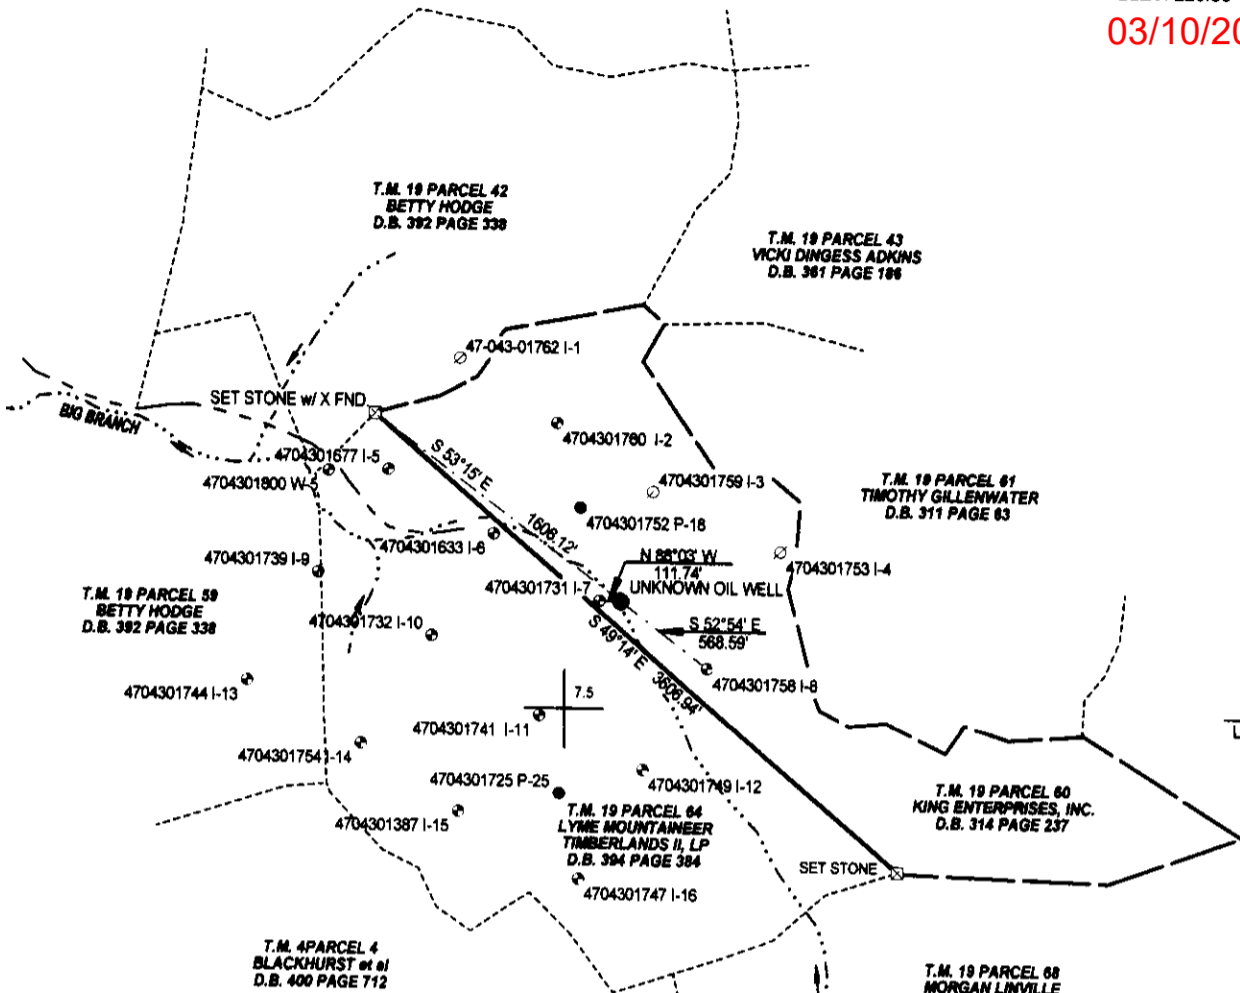 03/10/20
T.M. 19 PARCEL 42
BETTY HODGE
D.B. 392 PAGE 338
T.M. 19 PARCEL 43
VICKI DINGESS ADKINS
D.B. 361 PAGE 186
47-043-01762 I-1
SET STONE w/ X FND
BIG BRANCH
S 53°15' E
4704301760 I-2
4704301677 I-5
4704301800 W-5
4704301759 I-3
T.M. 19 PARCEL 61
TIMOTHY GILLENWATER
D.B. 311 PAGE 63
1606.12'
4704301752 P-18
4704301633 I-6
4704301739 I-9
N 88°03' W
111.74'
4704301753 I-4
4704301731 I-7
UNKNOWN OIL WELL
T.M. 19 PARCEL 59
BETTY HODGE
D.B. 392 PAGE 338
4704301732 I-10
S 52°54' E
568.59'
S 49°14' E 3606.94'
4704301744 I-13
4704301758 I-8
7.5
4704301741 I-11
4704301754 I-14
4704301725 P-25
4704301749 I-12
4704301387 I-15
T.M. 19 PARCEL 64
LYME MOUNTAINEER
TIMBERLANDS II, LP
D.B. 394 PAGE 384
T.M. 19 PARCEL 60
KING ENTERPRISES, INC.
D.B. 314 PAGE 237
SET STONE
4704301747 I-16
T.M. 4PARCEL 4
BLACKHURST et al
D.B. 400 PAGE 712
T.M. 19 PARCEL 68
MORGAN LINVILLE